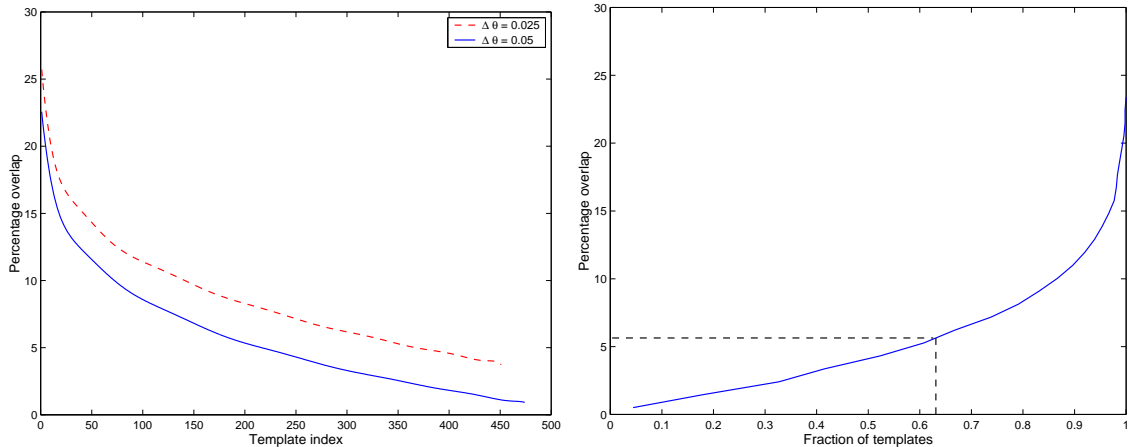 30
25
20
15
10
5
0
Percentage overlap
0 50 100 150 200 250 300 350 400 450 500
Template index
Δ θ = 0.025
Δ θ = 0.05
30
25
20
15
10
5
0
Percentage overlap
0 0.1 0.2 0.3 0.4 0.5 0.6 0.7 0.8 0.9 1
Fraction of templates